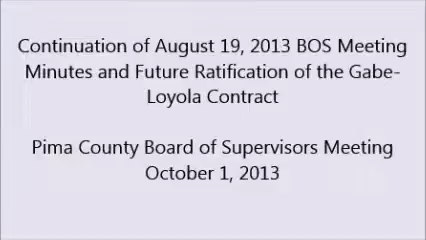 Continuation of August 19, 2013 BOS Meeting
Minutes and Future Ratification of the Gabe-
Loyola Contract
Pima County Board of Supervisors Meeting
October 1, 2013